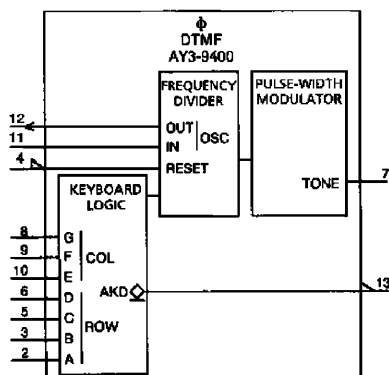 ϕ
DTMF
AY3-9400
FREQUENCY
DIVIDER
PULSE-WIDTH
MODULATOR
12
OUT
OSC
11
IN
4
RESET
TONE
7
KEYBOARD
LOGIC
8
G
9
F
COL
10
E
6
D
AKD
13
5
C
ROW
3
B
2
A